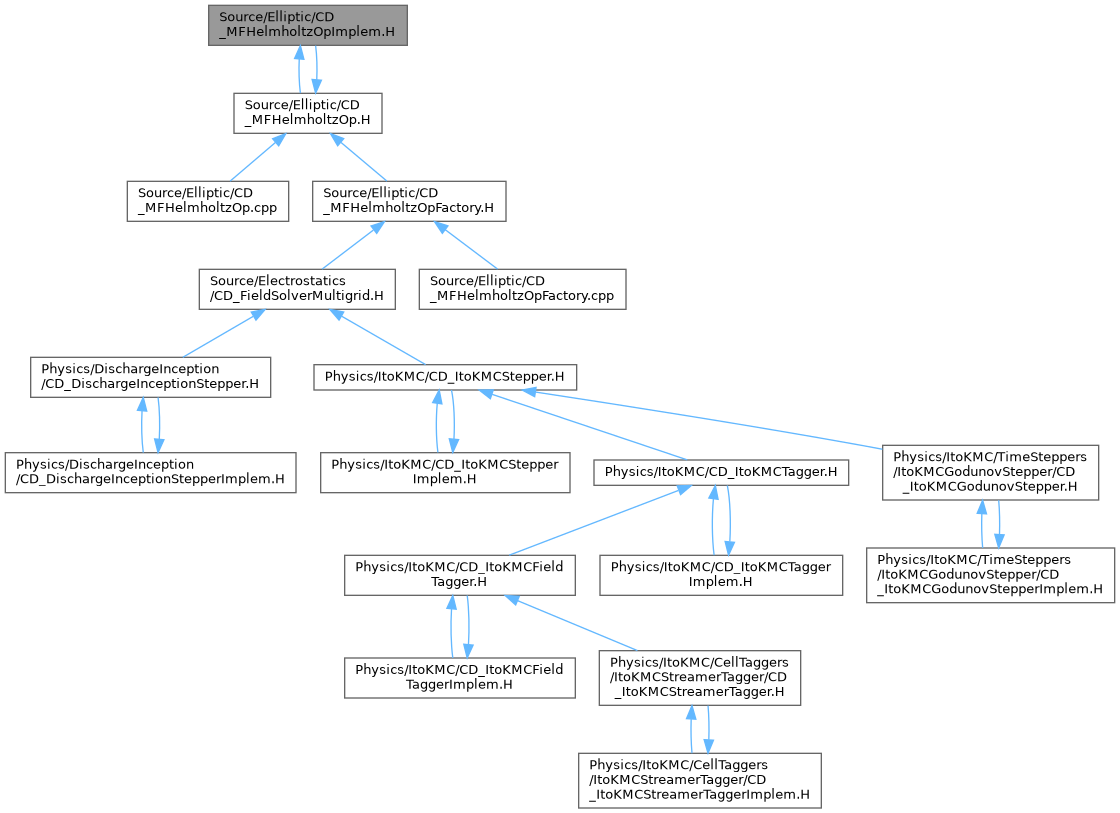 Source/Elliptic/CD
_MFHelmholtzOpImplem.H
Source/Elliptic/CD
_MFHelmholtzOp.H
Source/Elliptic/CD
_MFHelmholtzOp.cpp
Source/Elliptic/CD
_MFHelmholtzOpFactory.H
Source/Electrostatics
/CD_FieldSolverMultigrid.H
Source/Elliptic/CD
_MFHelmholtzOpFactory.cpp
Physics/DischargeInception
/CD_DischargeInceptionStepper.H
Physics/ItoKMC/CD_ItoKMCStepper.H
Physics/DischargeInception
/CD_DischargeInceptionStepperImplem.H
Physics/ItoKMC/CD_ItoKMCStepper
Implem.H
Physics/ItoKMC/CD_ItoKMCTagger.H
Physics/ItoKMC/TimeSteppers
/ItoKMCGodunovStepper/CD
_ItoKMCGodunovStepper.H
Physics/ItoKMC/CD_ItoKMCField
Tagger.H
Physics/ItoKMC/CD_ItoKMCTagger
Implem.H
Physics/ItoKMC/TimeSteppers
/ItoKMCGodunovStepper/CD
_ItoKMCGodunovStepperImplem.H
Physics/ItoKMC/CD_ItoKMCField
TaggerImplem.H
Physics/ItoKMC/CellTaggers
/ItoKMCStreamerTagger/CD
_ItoKMCStreamerTagger.H
Physics/ItoKMC/CellTaggers
/ItoKMCStreamerTagger/CD
_ItoKMCStreamerTaggerImplem.H